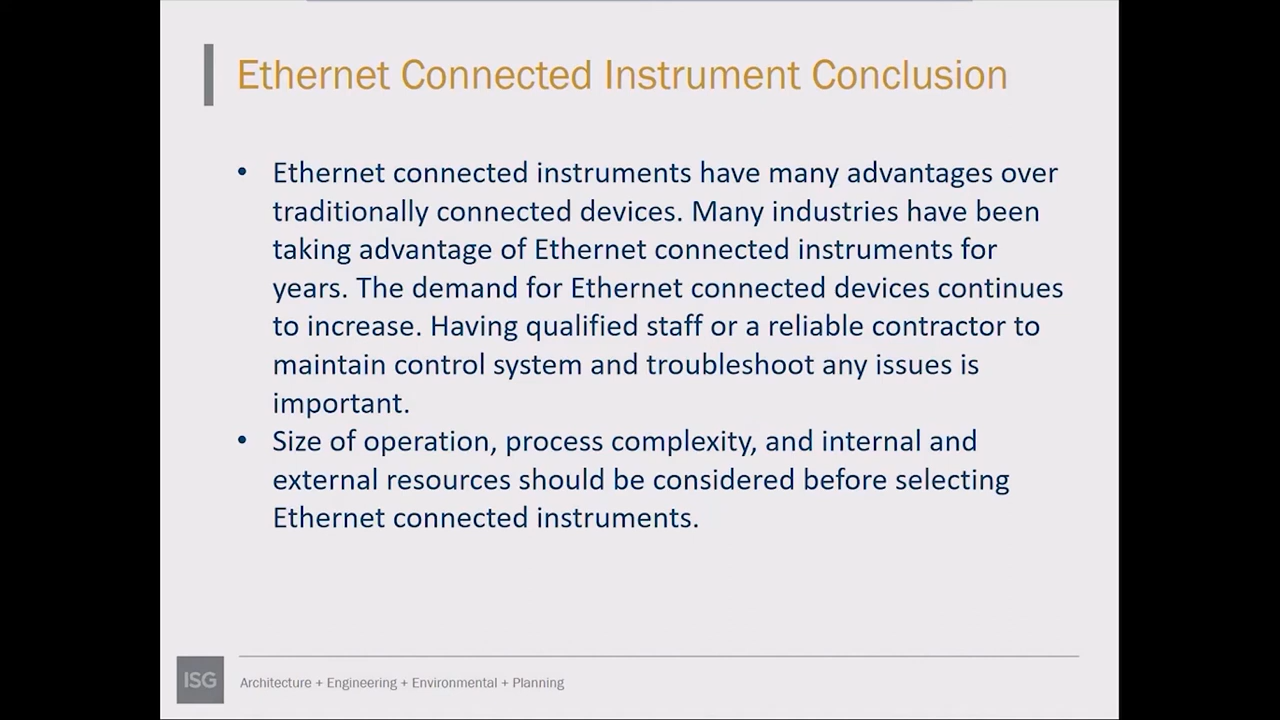 Ethernet Connected Instrument Conclusion
• Ethernet connected instruments have many advantages over
traditionally connected devices. Many industries have been
taking advantage of Ethernet connected instruments for
years. The demand for Ethernet connected devices continues
to increase. Having qualified staff or a reliable contractor to
maintain control system and troubleshoot any issues is
important.
• Size of operation, process complexity, and internal and
external resources should be considered before selecting
Ethernet connected instruments.
ISG
Architecture + Engineering + Environmental + Planning